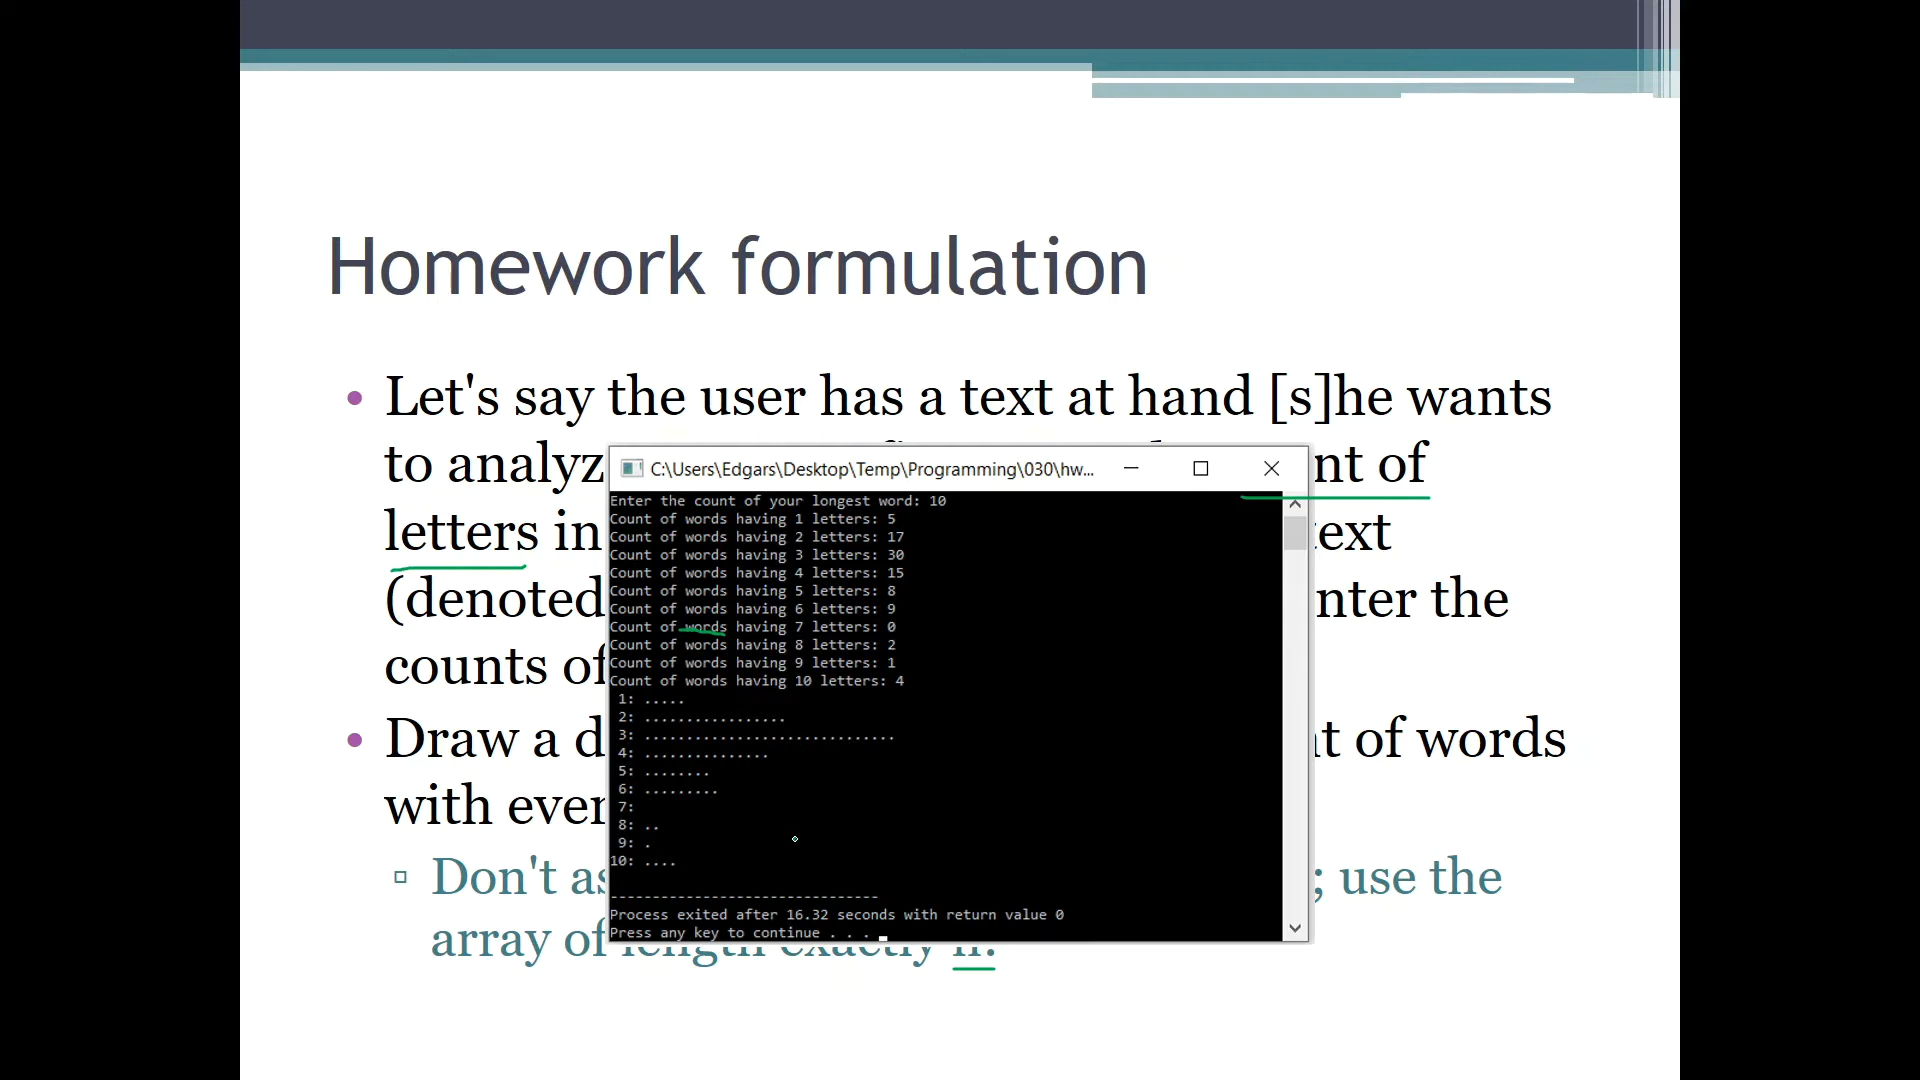 Homework formulation
• Let's say the user has a text at hand [s]he wants
to analyz nt of
letters in text
(denoted nter the
counts of
• Draw a d t of words
with ever
▫ Don't as ; use the
array of length exactly n.
C:\Users\Edgars\Desktop\Temp\Programming\030\hw...
Enter the count of your longest word: 10
Count of words having 1 letters: 5
Count of words having 2 letters: 17
Count of words having 3 letters: 30
Count of words having 4 letters: 15
Count of words having 5 letters: 8
Count of words having 6 letters: 9
Count of words having 7 letters: 0
Count of words having 8 letters: 2
Count of words having 9 letters: 1
Count of words having 10 letters: 4
1: .....
2: .................
3: ..............................
4: ...............
5: ........
6: .........
7:
8: ..
9: .
10: ....
--------------------------------
Process exited after 16.32 seconds with return value 0
Press any key to continue . . .